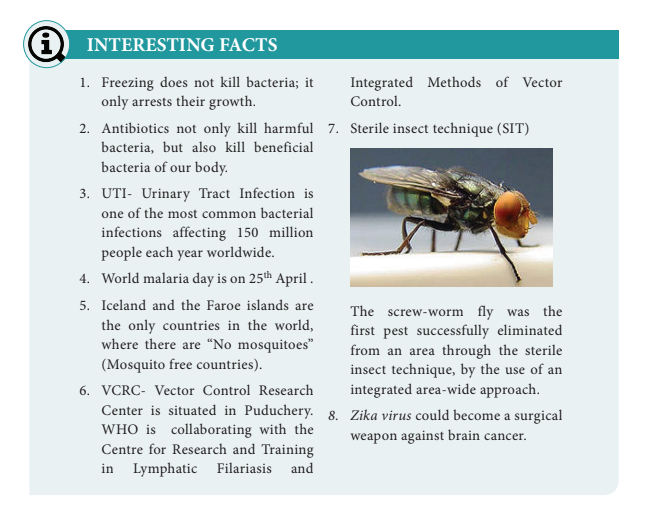 INTERESTING FACTS
1. Freezing does not kill bacteria; it
only arrests their growth.
2. Antibiotics not only kill harmful
bacteria, but also kill beneficial
bacteria of our body.
3. UTI- Urinary Tract Infection is
one of the most common bacterial
infections affecting 150 million
people each year worldwide.
4. World malaria day is on 25th April .
5. Iceland and the Faroe islands are
the only countries in the world,
where there are “No mosquitoes”
(Mosquito free countries).
6. VCRC- Vector Control Research
Center is situated in Puduchery.
WHO is collaborating with the
Centre for Research and Training
in Lymphatic Filariasis and
Integrated Methods of Vector
Control.
7. Sterile insect technique (SIT)
The screw-worm fly was the
first pest successfully eliminated
from an area through the sterile
insect technique, by the use of an
integrated area-wide approach.
8. Zika virus could become a surgical
weapon against brain cancer.